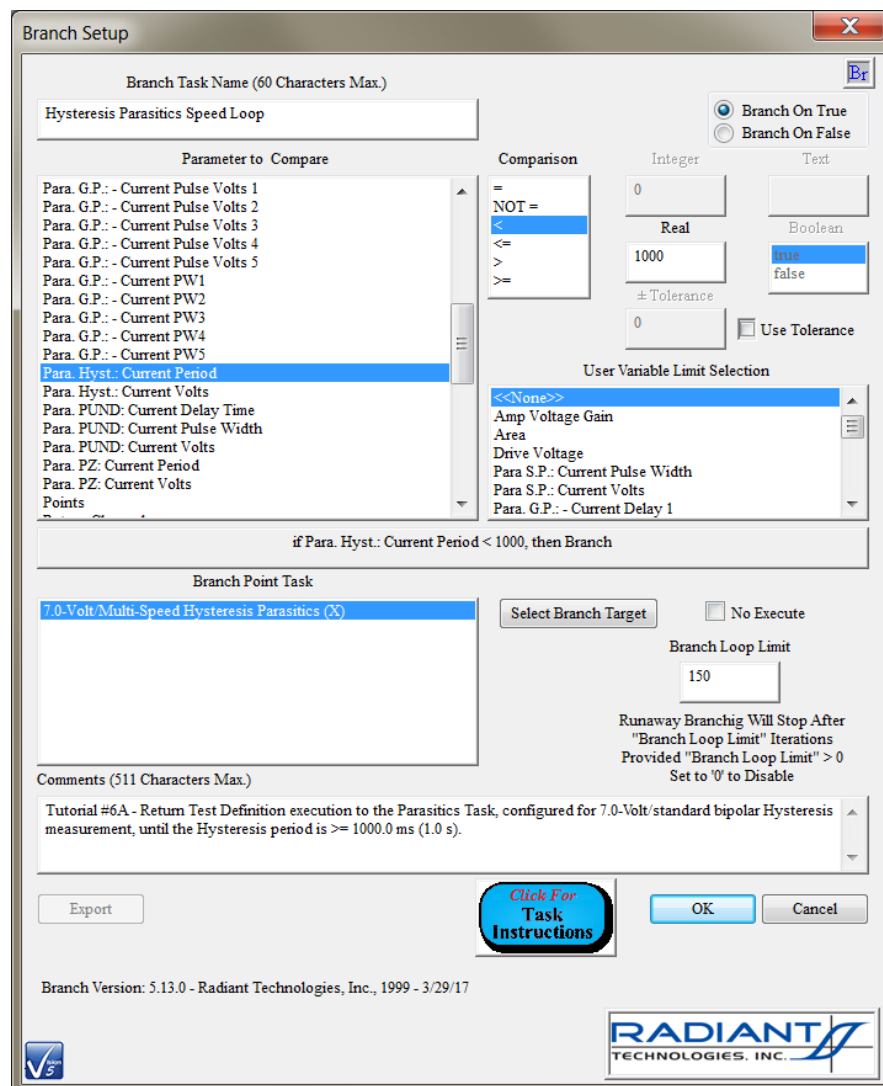 Branch Setup
X
Br
Branch Task Name (60 Characters Max.)
Hysteresis Parasitics Speed Loop
Branch On True
Branch On False
Parameter to Compare
Para. G.P.: - Current Pulse Volts 1
Para. G.P.: - Current Pulse Volts 2
Para. G.P.: - Current Pulse Volts 3
Para. G.P.: - Current Pulse Volts 4
Para. G.P.: - Current Pulse Volts 5
Para. G.P.: - Current PW1
Para. G.P.: - Current PW2
Para. G.P.: - Current PW3
Para. G.P.: - Current PW4
Para. G.P.: - Current PW5
Para. Hyst.: Current Period
Para. Hyst.: Current Volts
Para. PUND: Current Delay Time
Para. PUND: Current Pulse Width
Para. PUND: Current Volts
Para. PZ: Current Period
Para. PZ: Current Volts
Points
Comparison
=
NOT =
<
<=
>
>=
Integer
0
Text
Real
1000
Boolean
true
false
± Tolerance
0
Use Tolerance
User Variable Limit Selection
<<None>>
Amp Voltage Gain
Area
Drive Voltage
Para S.P.: Current Pulse Width
Para S.P.: Current Volts
Para. G.P.: - Current Delay 1
if Para. Hyst.: Current Period < 1000, then Branch
Branch Point Task
7.0-Volt/Multi-Speed Hysteresis Parasitics (X)
Select Branch Target
No Execute
Branch Loop Limit
150
Runaway Branchig Will Stop After
"Branch Loop Limit" Iterations
Provided "Branch Loop Limit" > 0
Set to '0' to Disable
Comments (511 Characters Max.)
Tutorial #6A - Return Test Definition execution to the Parasitics Task, configured for 7.0-Volt/standard bipolar Hysteresis
measurement, until the Hysteresis period is >= 1000.0 ms (1.0 s).
Export
Click For
Task
Instructions
OK
Cancel
Branch Version: 5.13.0 - Radiant Technologies, Inc., 1999 - 3/29/17
RADIANT
TECHNOLOGIES, INC.
Vision
5